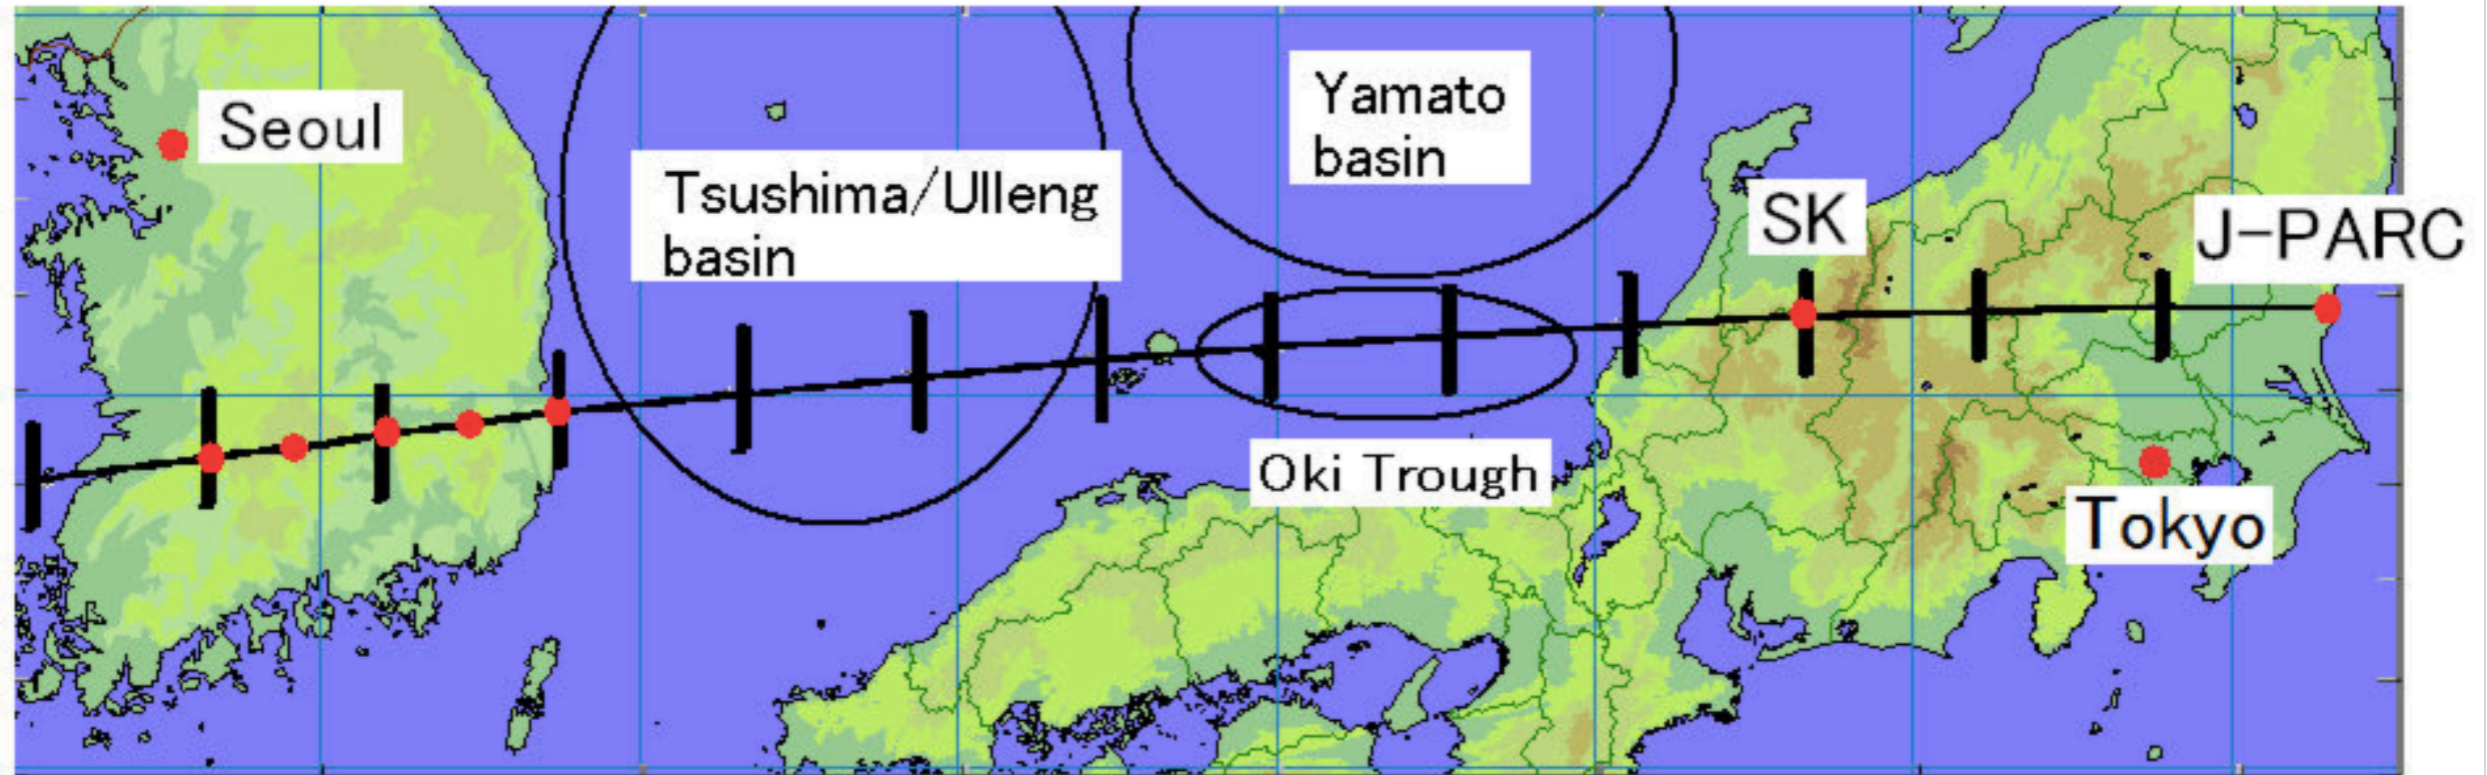 Seoul
Tsushima/Ulleng
basin
Yamato
basin
SK
J-PARC
Oki Trough
Tokyo